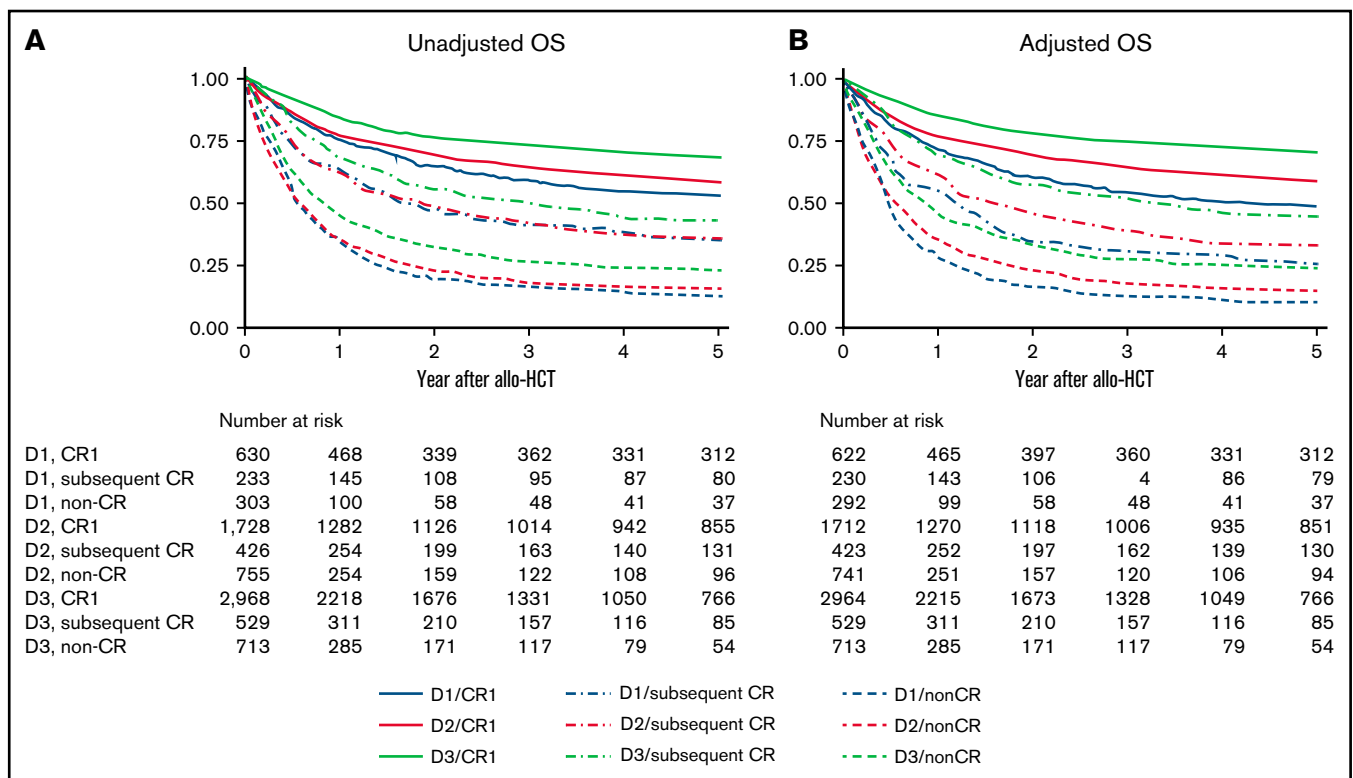 A
Unadjusted OS
1.00
0.75
0.50
0.25
0.00
0 1 2 3 4 5
Year after allo-HCT
B
Adjusted OS
1.00
0.75
0.50
0.25
0.00
0 1 2 3 4 5
Year after allo-HCT
Number at risk Number at risk
D1, CR1 630 468 339 362 331 312 622 465 397 360 331 312
D1, subsequent CR 233 145 108 95 87 80 230 143 106 4 86 79
D1, non-CR 303 100 58 48 41 37 292 99 58 48 41 37
D2, CR1 1,728 1282 1126 1014 942 855 1712 1270 1118 1006 935 851
D2, subsequent CR 426 254 199 163 140 131 423 252 197 162 139 130
D2, non-CR 755 254 159 122 108 96 741 251 157 120 106 94
D3, CR1 2,968 2218 1676 1331 1050 766 2964 2215 1673 1328 1049 766
D3, subsequent CR 529 311 210 157 116 85 529 311 210 157 116 85
D3, non-CR 713 285 171 117 79 54 713 285 171 117 79 54
D1/CR1 D1/subsequent CR D1/nonCR
D2/CR1 D2/subsequent CR D2/nonCR
D3/CR1 D3/subsequent CR D3/nonCR